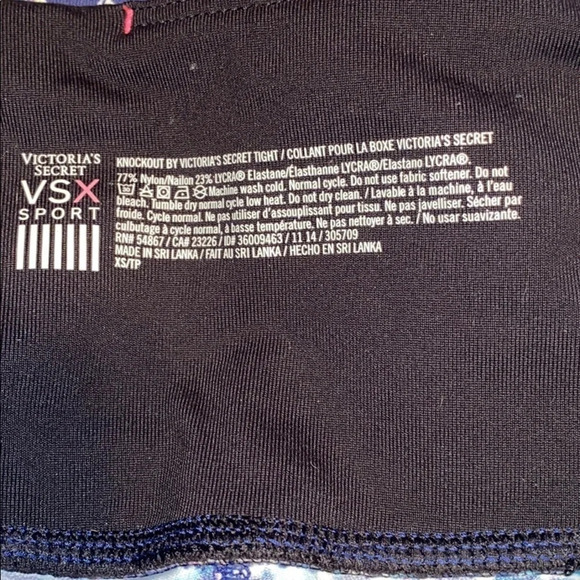 VICTORIA'S
SECRET
VSX
SPORT
KNOCKOUT BY VICTORIA'S SECRET TIGHT / COLLANT POUR LA BOXE VICTORIA'S SECRET
77% Nylon/Nailon 23% LYCRA® Elastane/Élasthanne LYCRA®/Elastano LYCRA®.
Machine wash cold. Normal cycle. Do not use fabric softener. Do not
bleach. Tumble dry normal cycle low heat. Do not dry clean. / Lavable à la machine, à l'eau
froide. Cycle normal. Ne pas utiliser d'assouplissant pour tissu. Ne pas javelliser. Sécher par
culbutage à cycle normal, à basse température. Ne pas nettoyer à sec. / No usar suavizante.
RN# 54867 / CA# 23226 / ID# 36009463 / 11 14 / 305709
MADE IN SRI LANKA / FAIT AU SRI LANKA / HECHO EN SRI LANKA
XS/TP